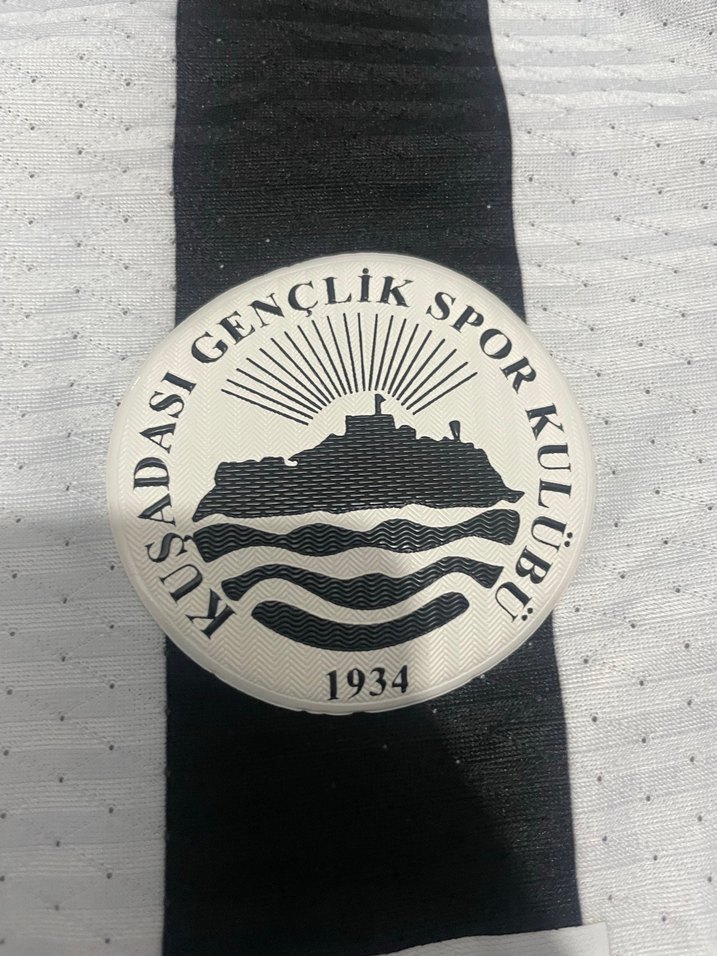 KUŞADASI GENÇLİK SPOR KULÜBÜ
1934